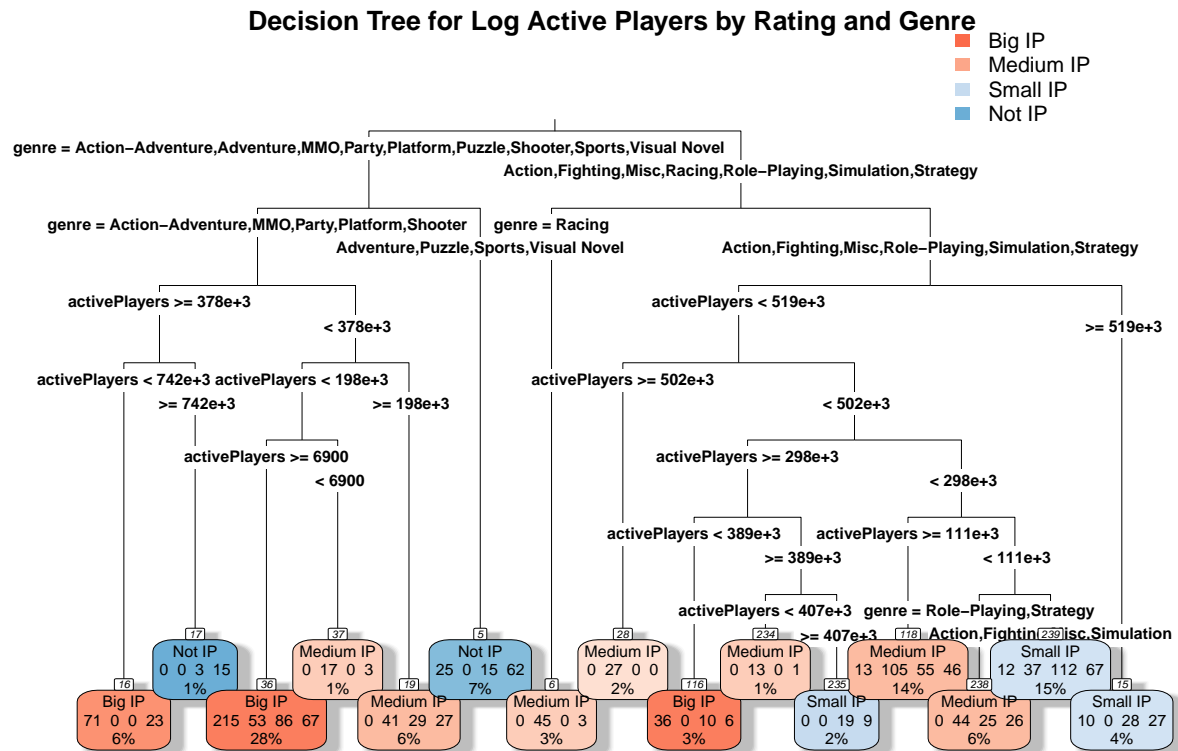 Decision Tree for Log Active Players by Rating and Genre
Big IP
Medium IP
Small IP
Not IP
genre = Action-Adventure,Adventure,MMO,Party,Platform,Puzzle,Shooter,Sports,Visual Novel
Action,Fighting,Misc,Racing,Role-Playing,Simulation,Strategy
genre = Action-Adventure,MMO,Party,Platform,Shooter
genre = Racing
Adventure,Puzzle,Sports,Visual Novel
Action,Fighting,Misc,Role-Playing,Simulation,Strategy
activePlayers >= 378e+3
activePlayers < 519e+3
< 378e+3
>= 519e+3
activePlayers < 742e+3
activePlayers < 198e+3
activePlayers >= 502e+3
>= 742e+3
>= 198e+3
< 502e+3
activePlayers >= 6900
activePlayers >= 298e+3
< 6900
< 298e+3
activePlayers < 389e+3
activePlayers >= 111e+3
>= 389e+3
< 111e+3
activePlayers < 407e+3
genre = Role-Playing,Strategy
>= 407e+3
Action,Fighting,Misc,Simulation
17
Not IP
0 0 3 15
1%
37
Medium IP
0 17 0 3
1%
5
Not IP
25 0 15 62
7%
28
Medium IP
0 27 0 0
2%
234
Medium IP
0 13 0 1
1%
118
Medium IP
13 105 55 46
14%
239
Small IP
12 37 112 67
15%
16
Big IP
71 0 0 23
6%
36
Big IP
215 53 86 67
28%
19
Medium IP
0 41 29 27
6%
6
Medium IP
0 45 0 3
3%
116
Big IP
36 0 10 6
3%
235
Small IP
0 0 19 9
2%
238
Medium IP
0 44 25 26
6%
15
Small IP
10 0 28 27
4%